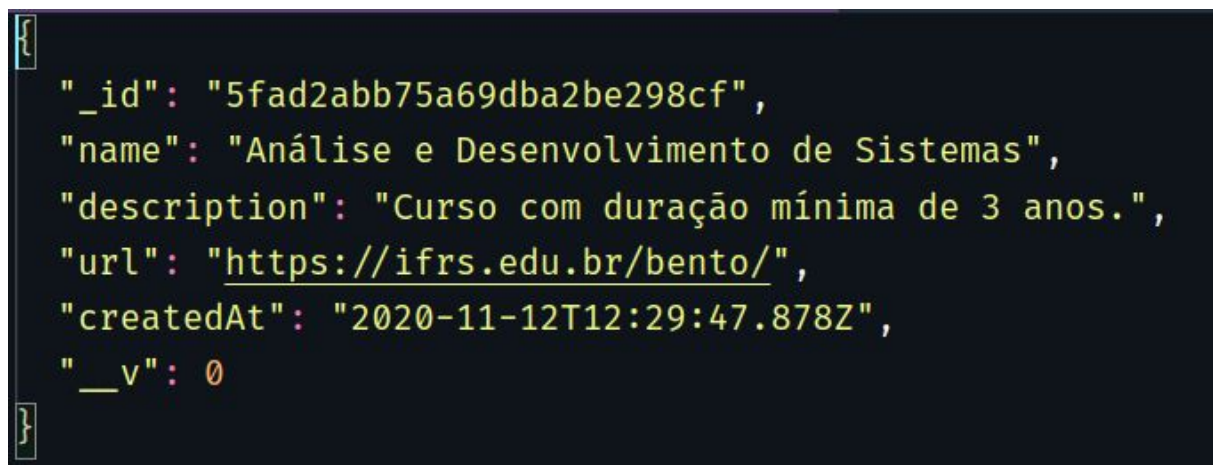 {
"_id": "5fad2abb75a69dba2be298cf",
"name": "Análise e Desenvolvimento de Sistemas",
"description": "Curso com duração mínima de 3 anos.",
"url": "https://ifrs.edu.br/bento/",
"createdAt": "2020-11-12T12:29:47.878Z",
"__v": 0
}